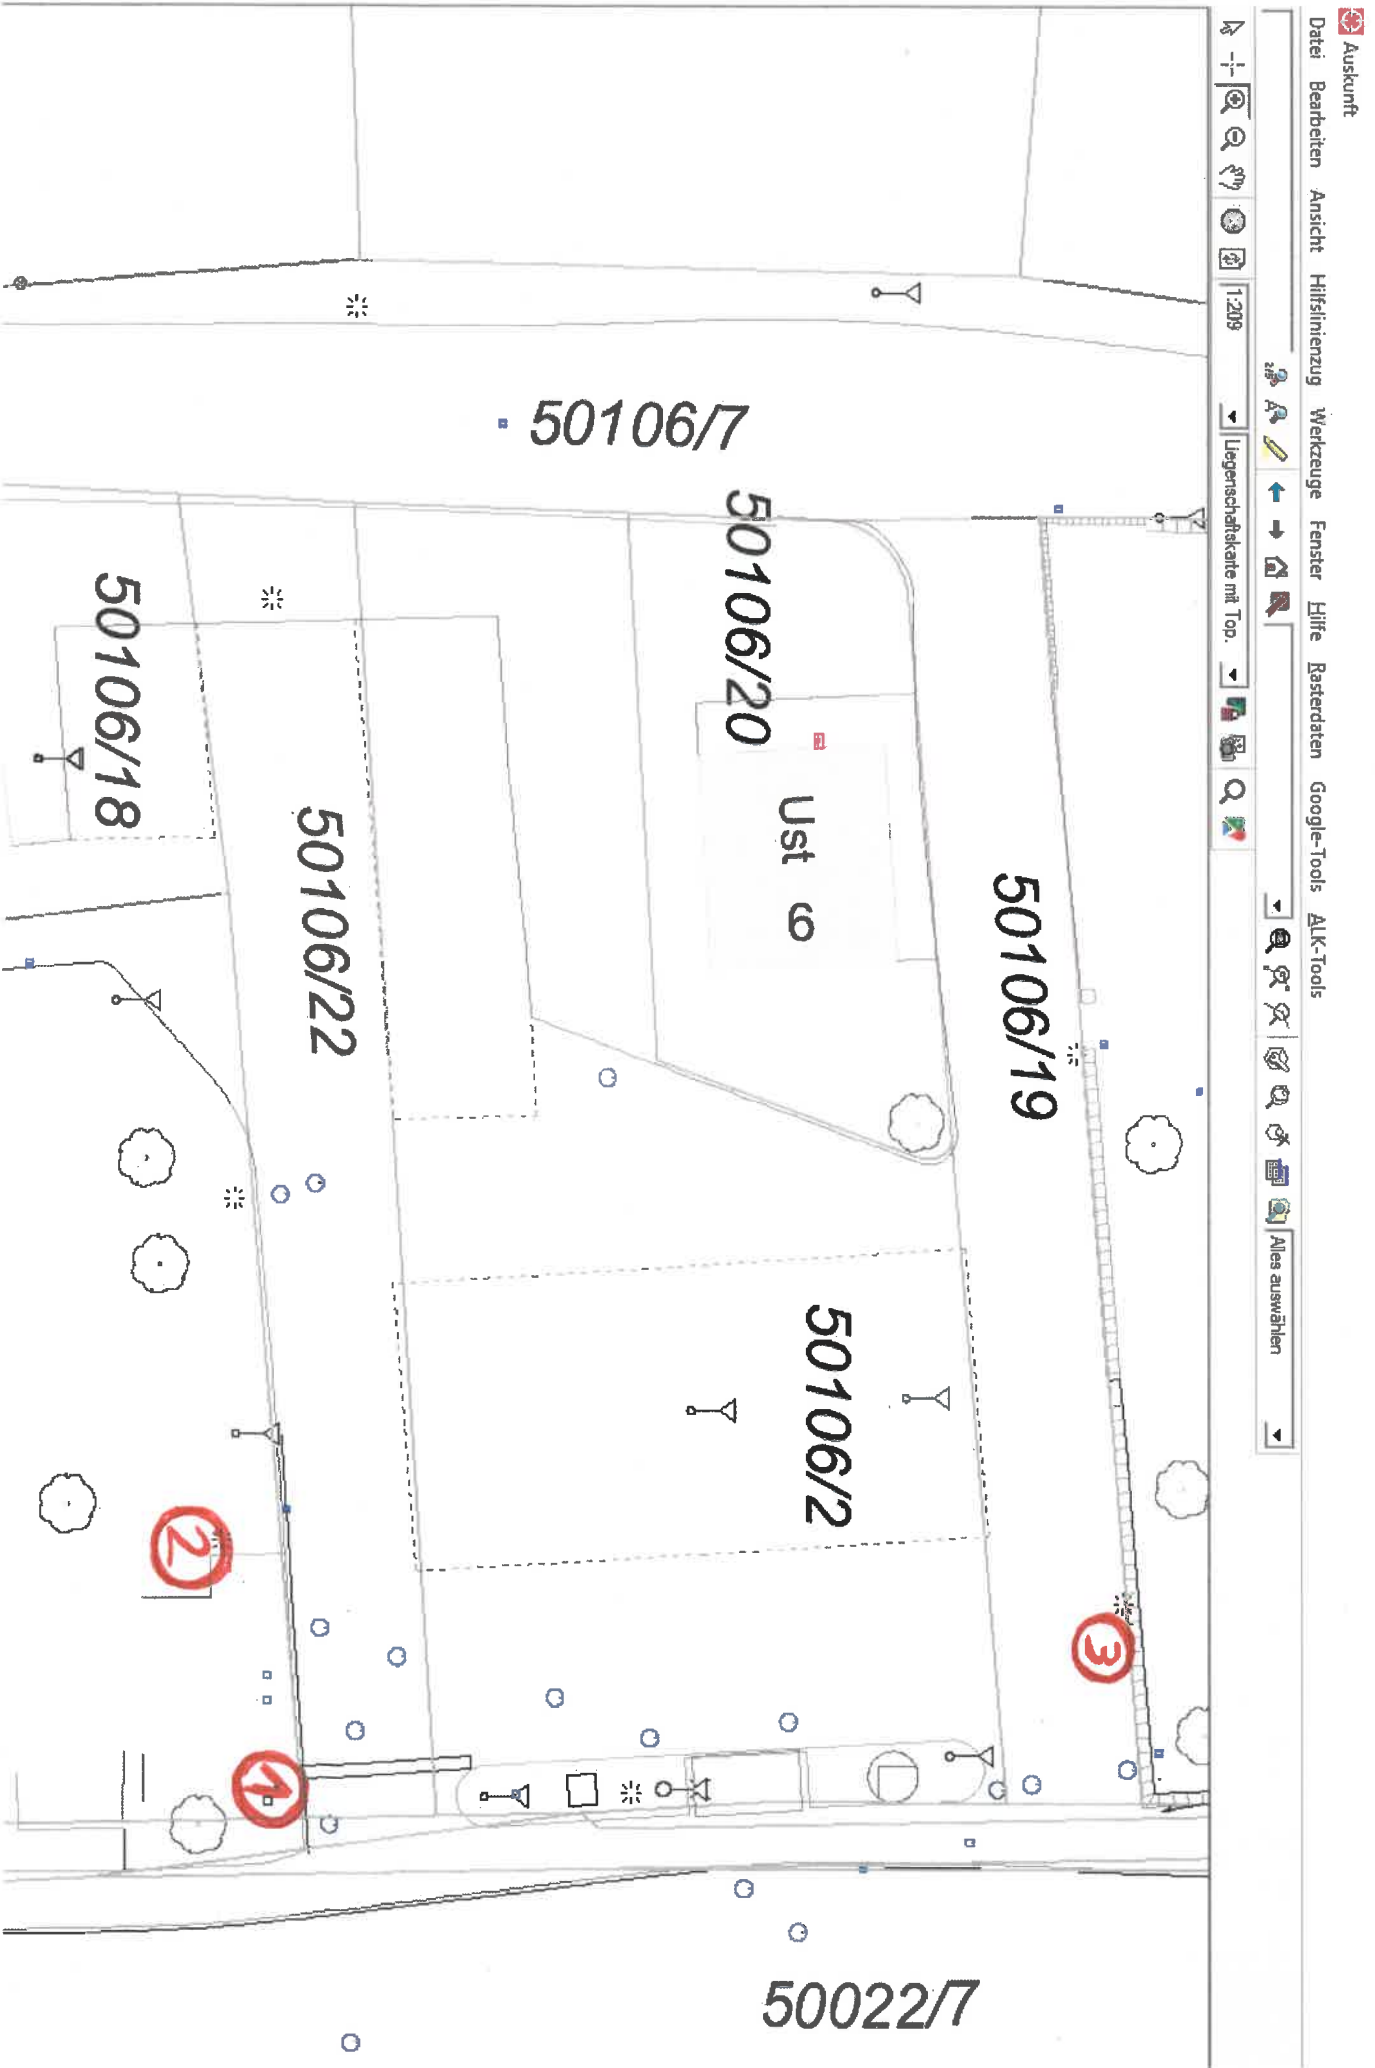 Auskunft
Datei Bearbeiten Ansicht Hilfslinienzug Werkzeuge Fenster Hilfe Rasterdaten Google-Tools ALK-Tools
Alles auswählen
1:209 Liegenschaftskarte mit Top.
50106/7
50106/19
50106/20
Ust 6
50106/2
50106/22
50106/18
50022/7
3
2
1